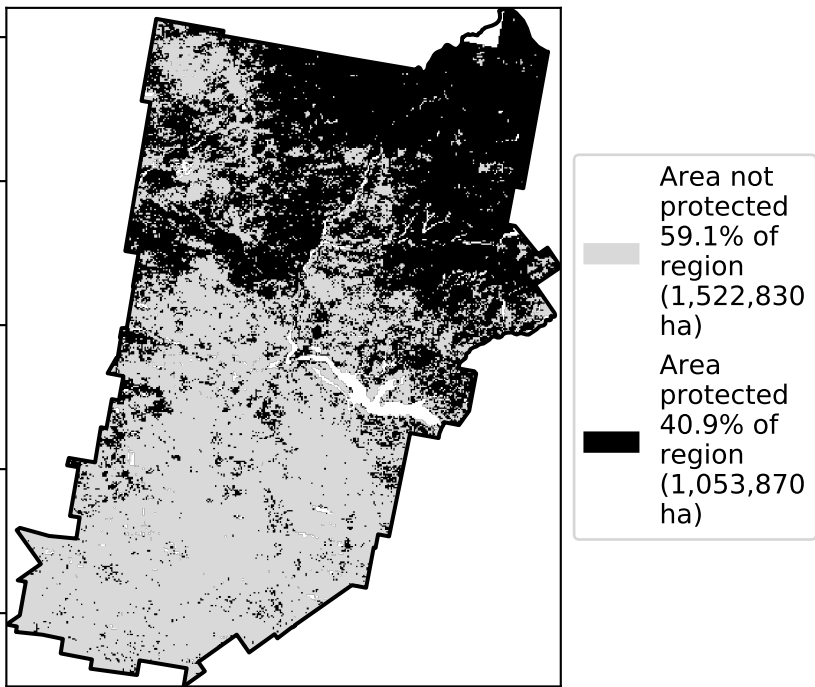 Area not
protected
59.1% of
region
(1,522,830
ha)
Area
protected
40.9% of
region
(1,053,870
ha)